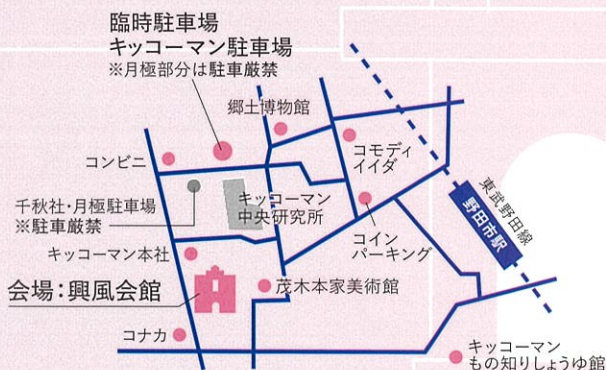 臨時駐車場
キッコーマン駐車場
※月極部分は駐車厳禁
郷土博物館
コモディ
イイダ
コンビニ
千秋社・月極駐車場
※駐車厳禁
キッコーマン
中央研究所
コイン
パーキング
東武野田線
野田市駅
キッコーマン本社
会場：興風会館
茂木本家美術館
コナカ
キッコーマン
もの知りしょうゆ館